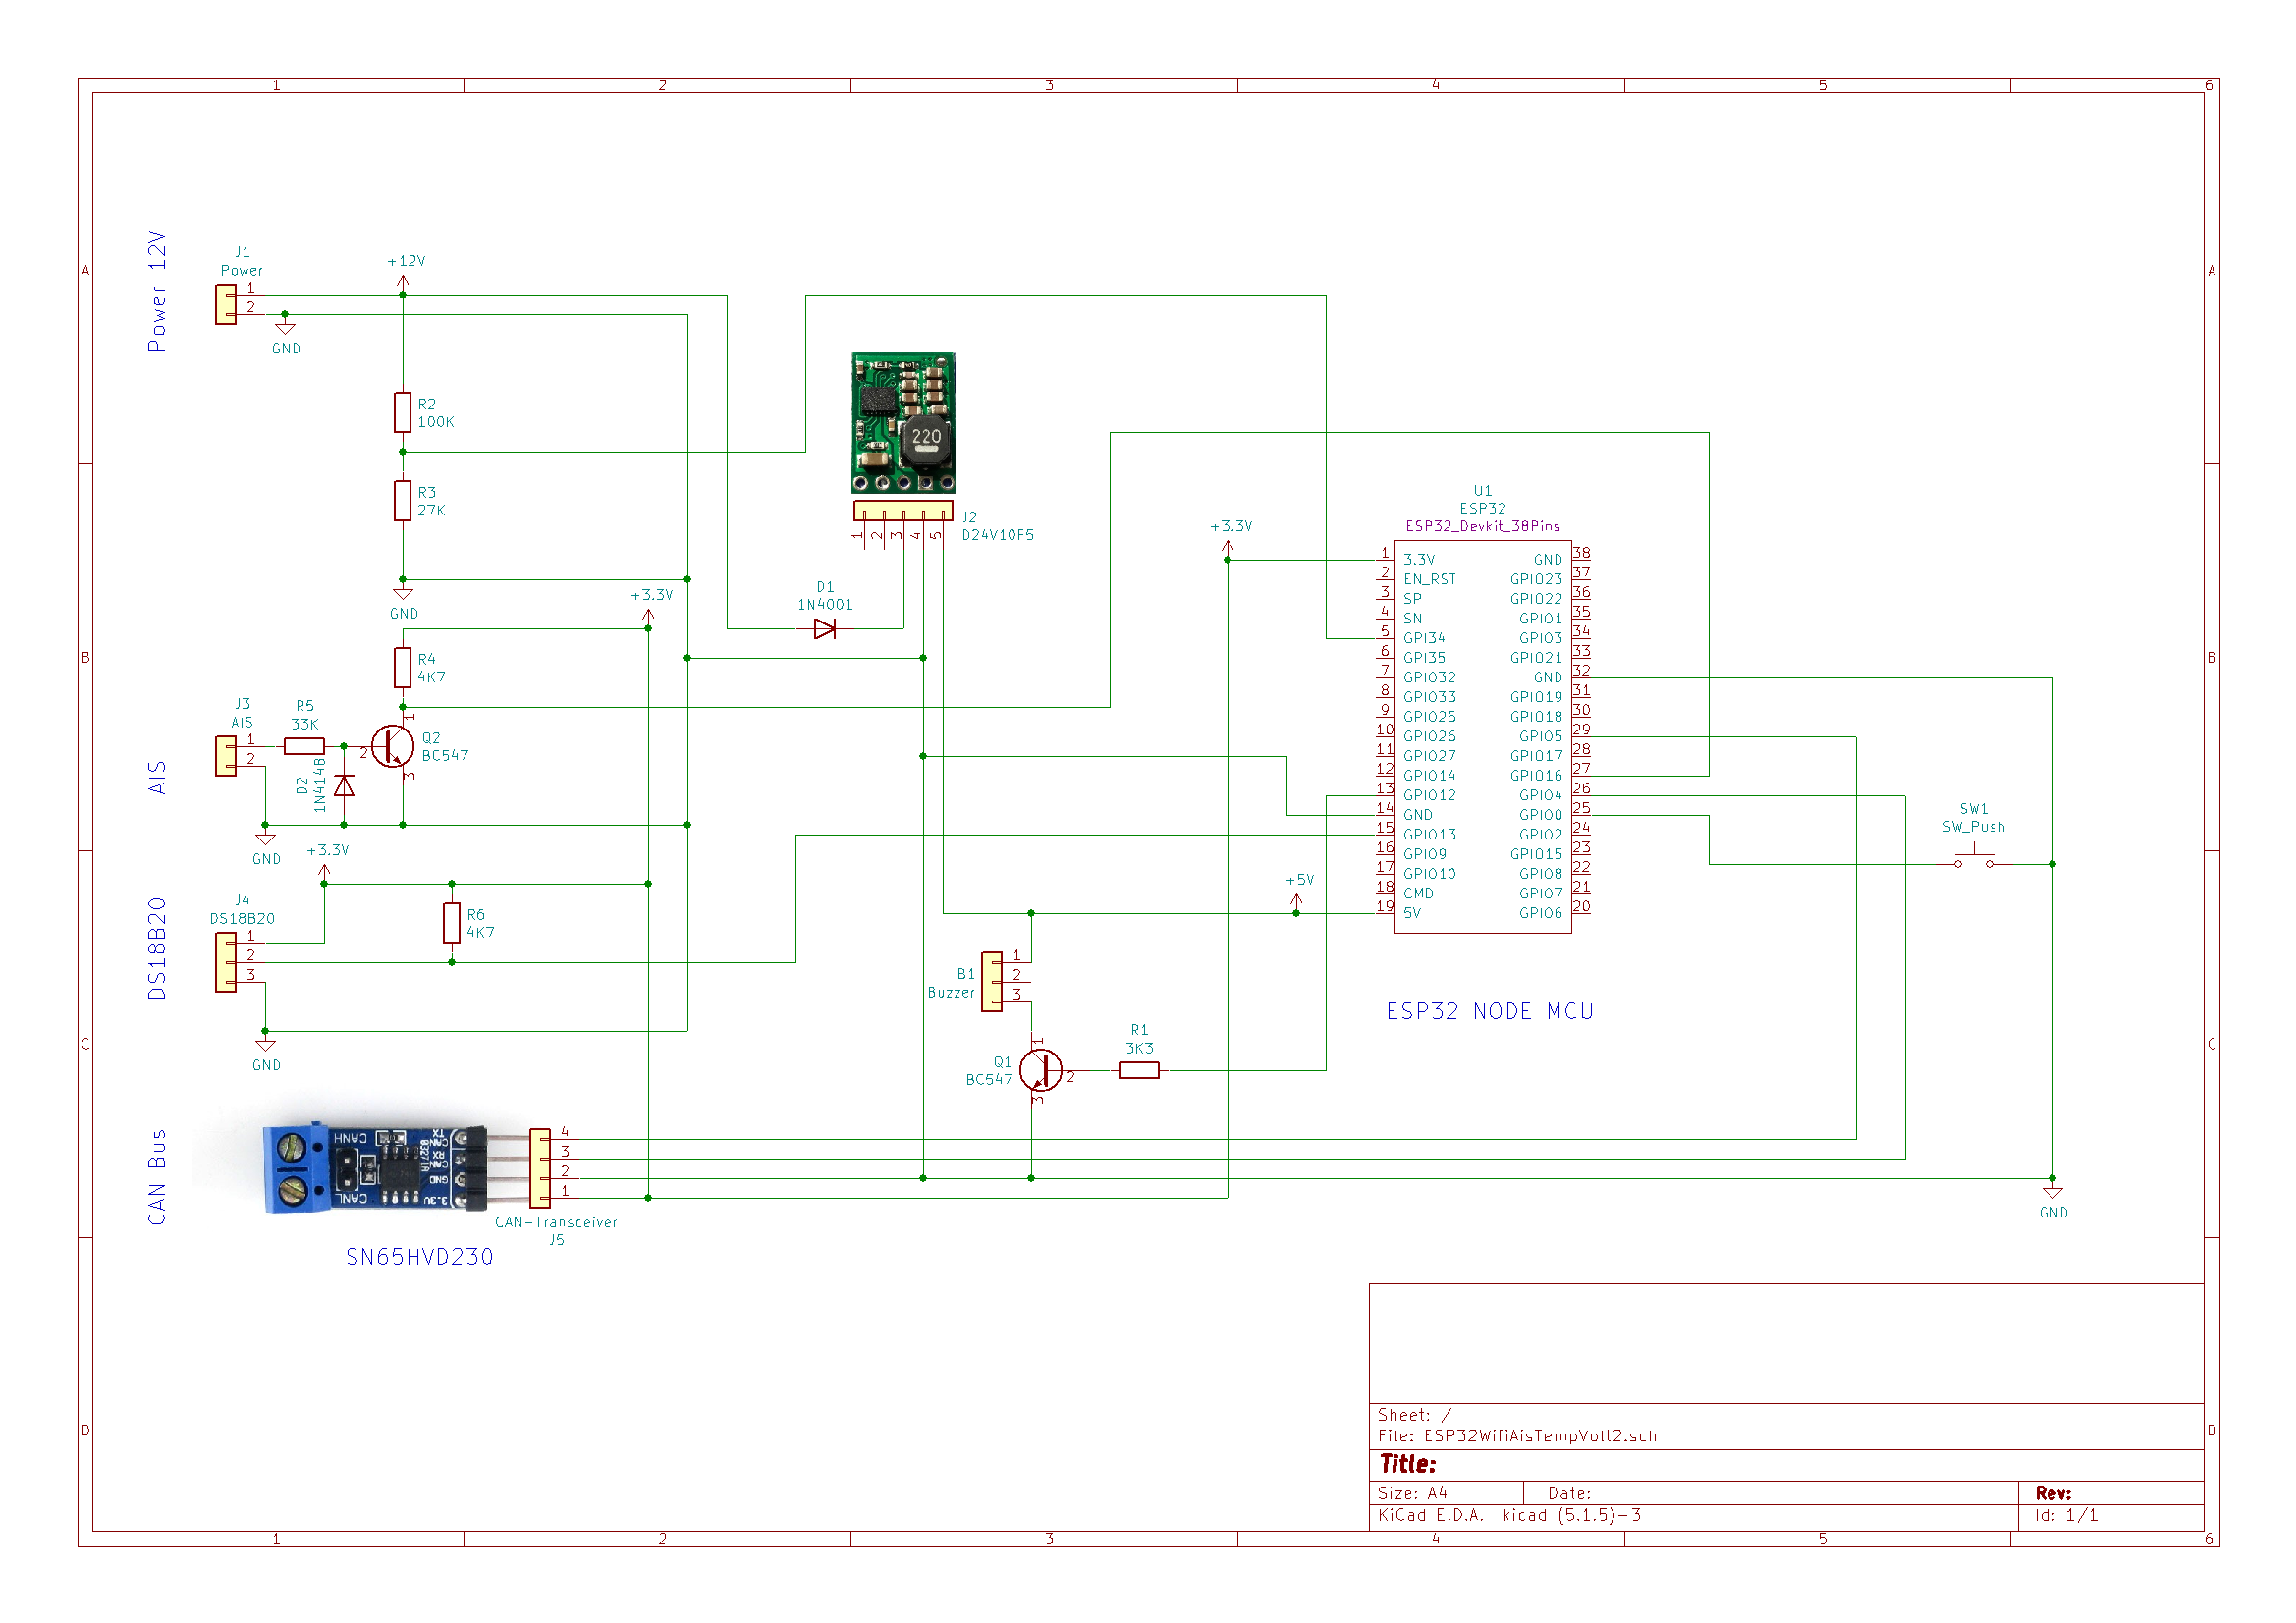 1 2 3 4 5 6
A
B
C
D
A
B
C
D
Power 12V
J1
Power
1
2
+12V
GND
R2
100K
R3
27K
GND
220
1 2 3 4 5
J2
D24V10F5
D1
1N4001
+3.3V
R4
4K7
J3
AIS
1
2
R5
33K
D2
1N4148
1
2
3
Q2
BC547
AIS
GND
+3.3V
J4
DS18B20
1
2
3
R6
4K7
DS18B20
GND
+3.3V
U1
ESP32
ESP32_Devkit_38Pins
1 3.3V GND 38
2 EN_RST GPIO23 37
3 SP GPIO22 36
4 SN GPIO1 35
5 GPI34 GPIO3 34
6 GPI35 GPIO21 33
7 GPIO32 GND 32
8 GPIO33 GPIO19 31
9 GPIO25 GPIO18 30
10 GPIO26 GPIO5 29
11 GPIO27 GPIO17 28
12 GPIO14 GPIO16 27
13 GPIO12 GPIO4 26
14 GND GPIO0 25
15 GPIO13 GPIO2 24
16 GPIO9 GPIO15 23
17 GPIO10 GPIO8 22
18 CMD GPIO7 21
19 5V GPIO6 20
ESP32 NODE MCU
SW1
SW_Push
+5V
B1
Buzzer
1
2
3
R1
3K3
Q1
BC547
1
2
3
GND
CAN Bus
CANH
CANL
CAN TX
CAN RX
GND
3.3V
4
3
2
1
CAN-Transceiver
J5
SN65HVD230
Sheet: /
File: ESP32WifiAisTempVolt2.sch
Title:
Size: A4 Date: Rev:
KiCad E.D.A. kicad (5.1.5)-3 Id: 1/1
1 2 3 4 5 6